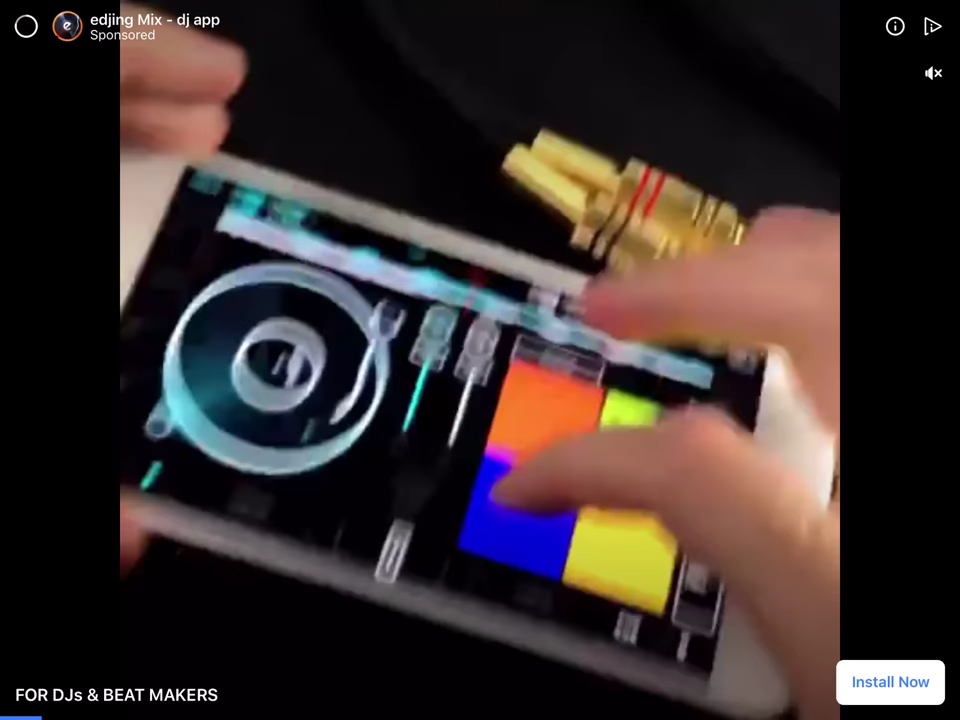 edjing Mix - dj app
Sponsored
FOR DJs & BEAT MAKERS
Install Now